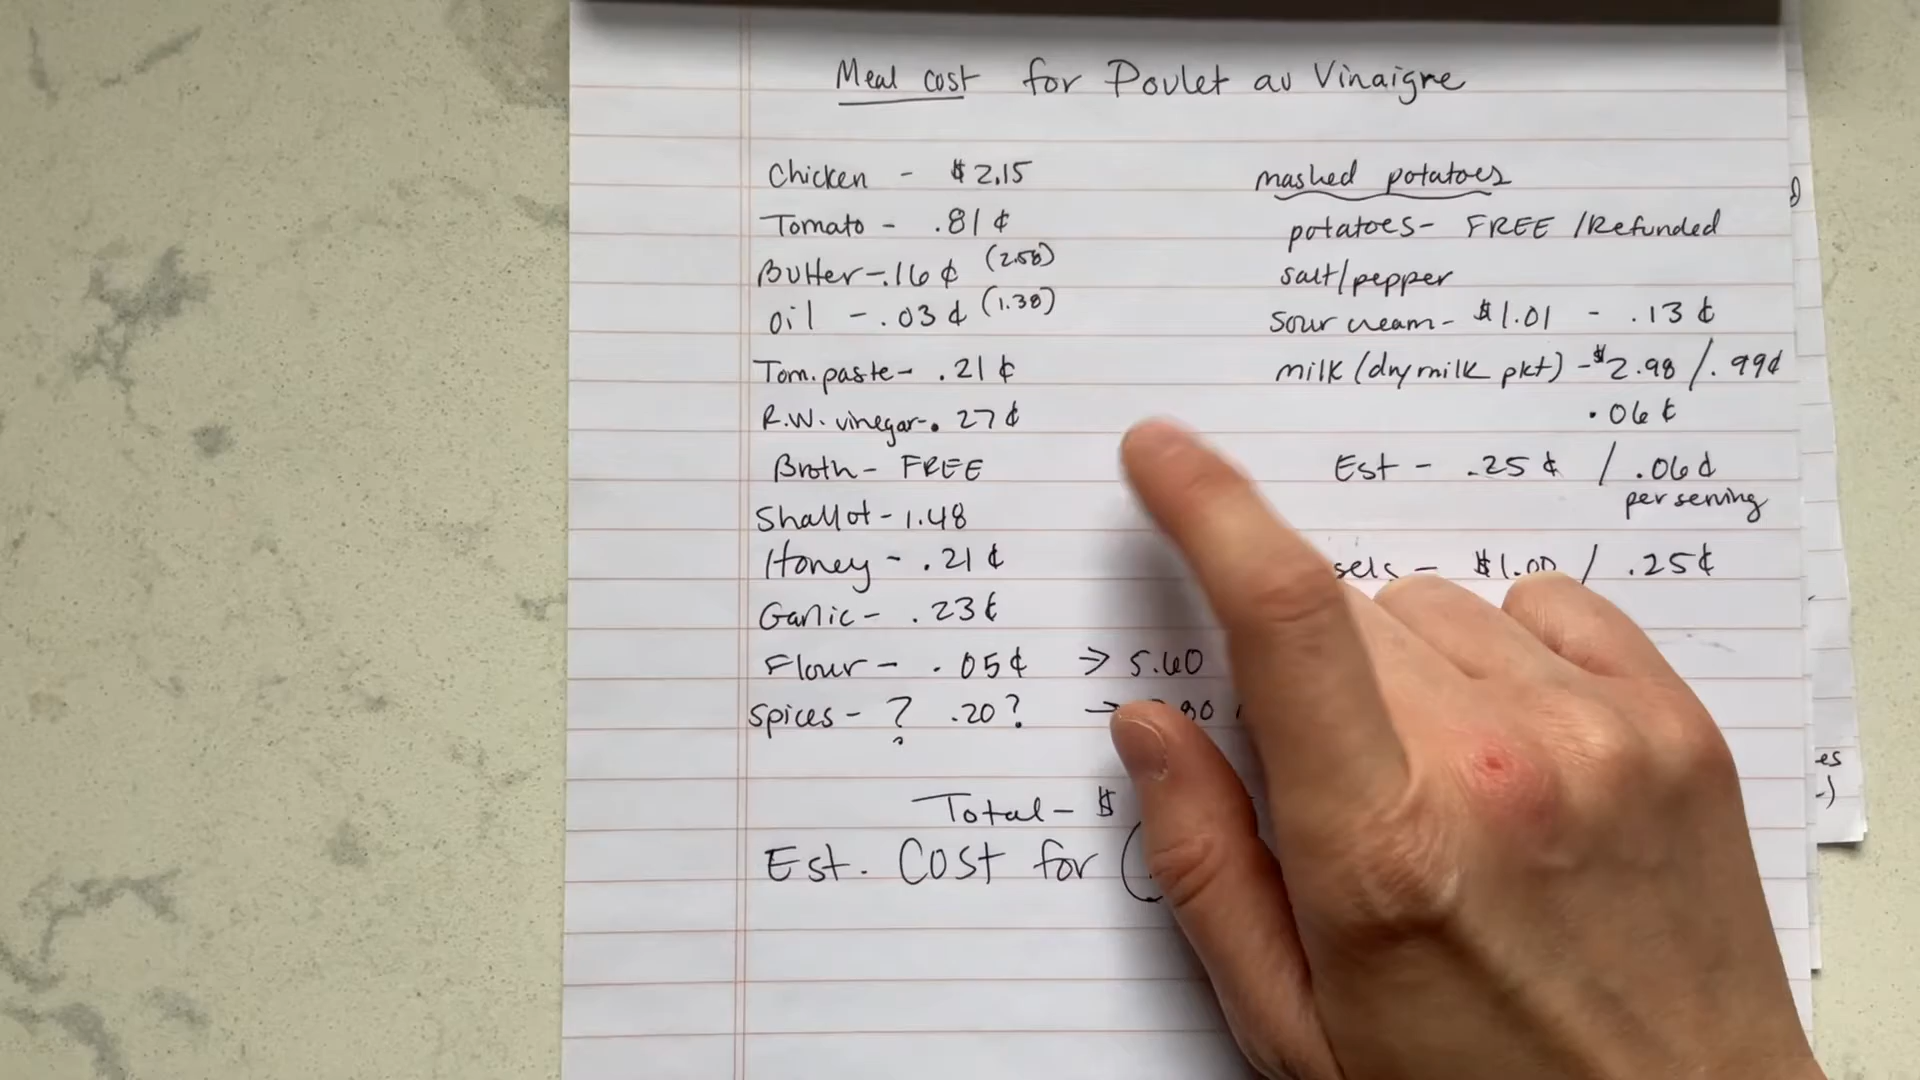 Meal cost for Poulet au Vinaigre
Chicken - $2.15
Tomato - .81¢
Butter - .16¢ (2.58)
oil - .03¢ (1.38)
Tom. paste - .21¢
R.W. vinegar - .27¢
Broth - FREE
Shallot - 1.48
Honey - .21¢
Garlic - .23¢
Flour - .05¢ → 5.60
Spices - ? .20? →
Total - $
Est. COST for (
mashed potatoes
potatoes - FREE /Refunded
salt/pepper
Sour cream - $1.01 - .13¢
milk (dry milk pkt) - $2.98 /.99¢
.06¢
Est - .25¢ / .06¢
per serving
sels - $1.00 / .25¢
es
-)